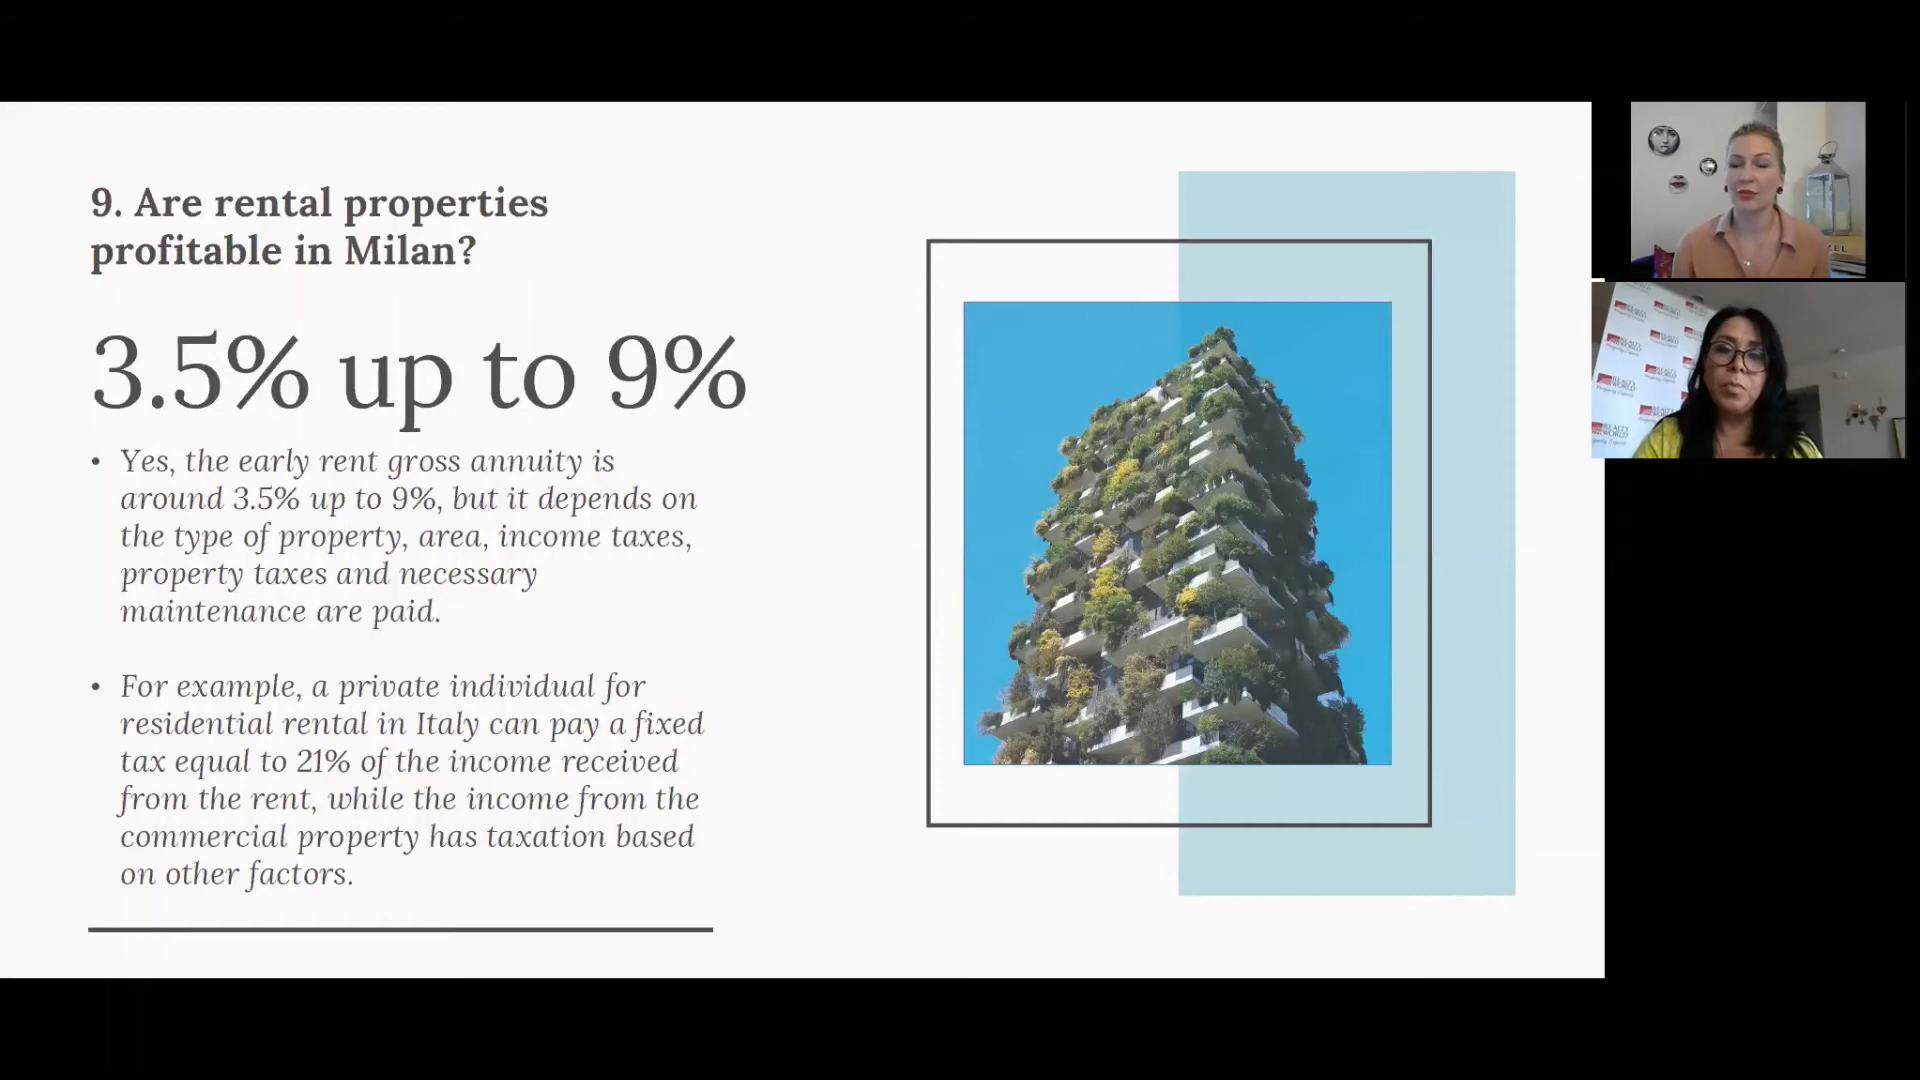 9. Are rental properties
profitable in Milan?
3.5% up to 9%
• Yes, the early rent gross annuity is
around 3.5% up to 9%, but it depends on
the type of property, area, income taxes,
property taxes and necessary
maintenance are paid.
• For example, a private individual for
residential rental in Italy can pay a fixed
tax equal to 21% of the income received
from the rent, while the income from the
commercial property has taxation based
on other factors.
REALTY
WORLD